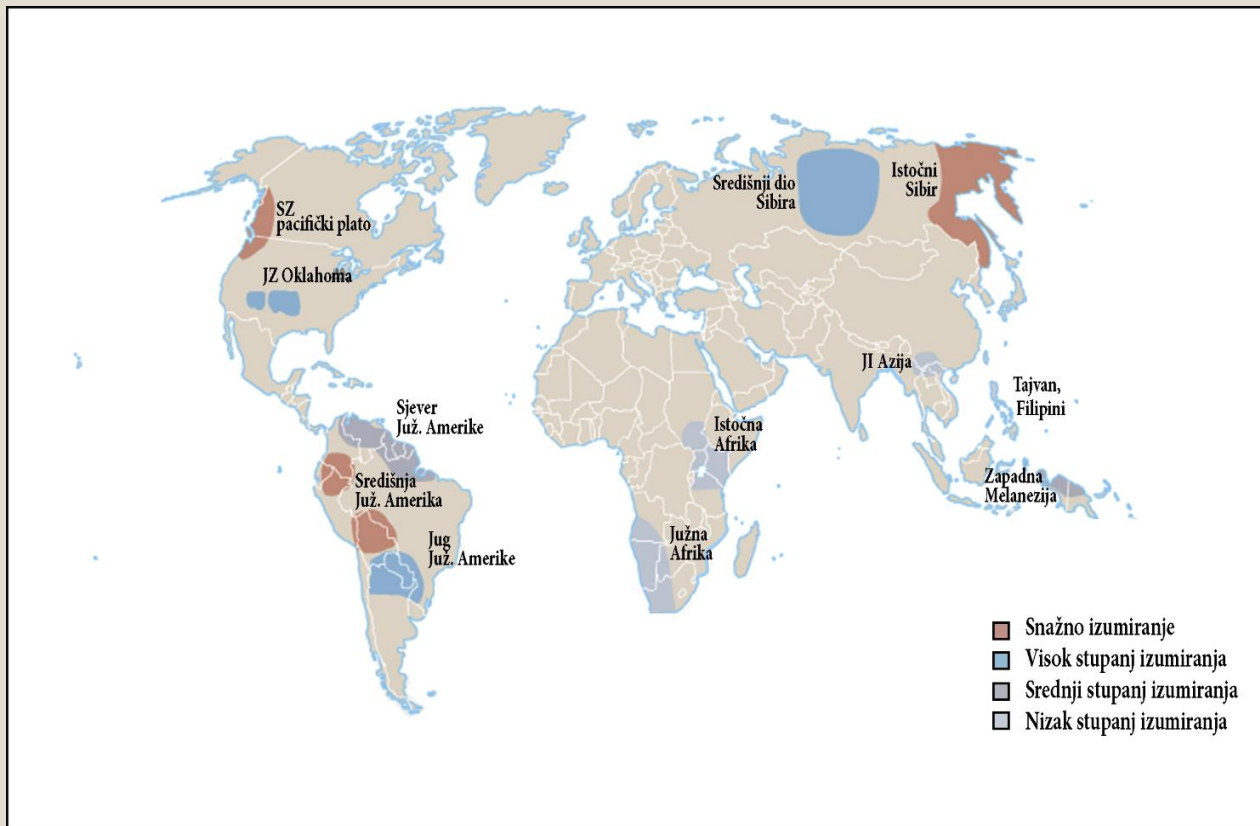 SZ
pacifički plato
JZ Oklahoma
Središnji dio
Sibira
Istočni
Sibir
JI Azija
Tajvan,
Filipini
Sjever
Juž. Amerike
Istočna
Afrika
Središnja
Juž. Amerika
Zapadna
Melanezija
Jug
Juž. Amerike
Južna
Afrika
Snažno izumiranje
Visok stupanj izumiranja
Srednji stupanj izumiranja
Nizak stupanj izumiranja